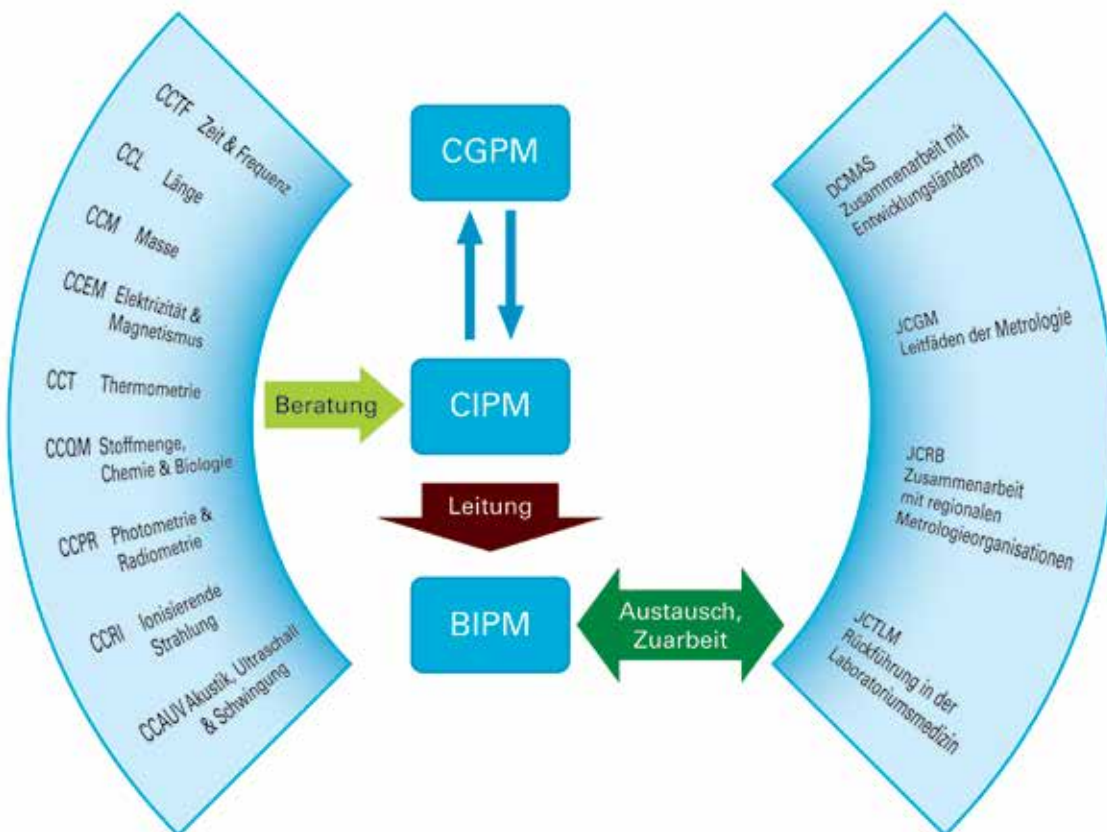 CCTF Zeit & Frequenz
CCL Länge
CCM Masse
CCEM Elektrizität &
Magnetismus
CCT Thermometrie
CCQM Stoffmenge,
Chemie & Biologie
CCPR Photometrie &
Radiometrie
CCRI Ionisierende
Strahlung
CCAUV Akustik, Ultraschall
& Schwingung
CGPM
Beratung
CIPM
Leitung
BIPM
Austausch,
Zuarbeit
DCMAS
Zusammenarbeit mit
Entwicklungsländern
JCGM
Leitfäden der Metrologie
JCRB
Zusammenarbeit
mit regionalen
Metrologieorganisationen
JCTLM
Rückführung in der
Laboratoriumsmedizin